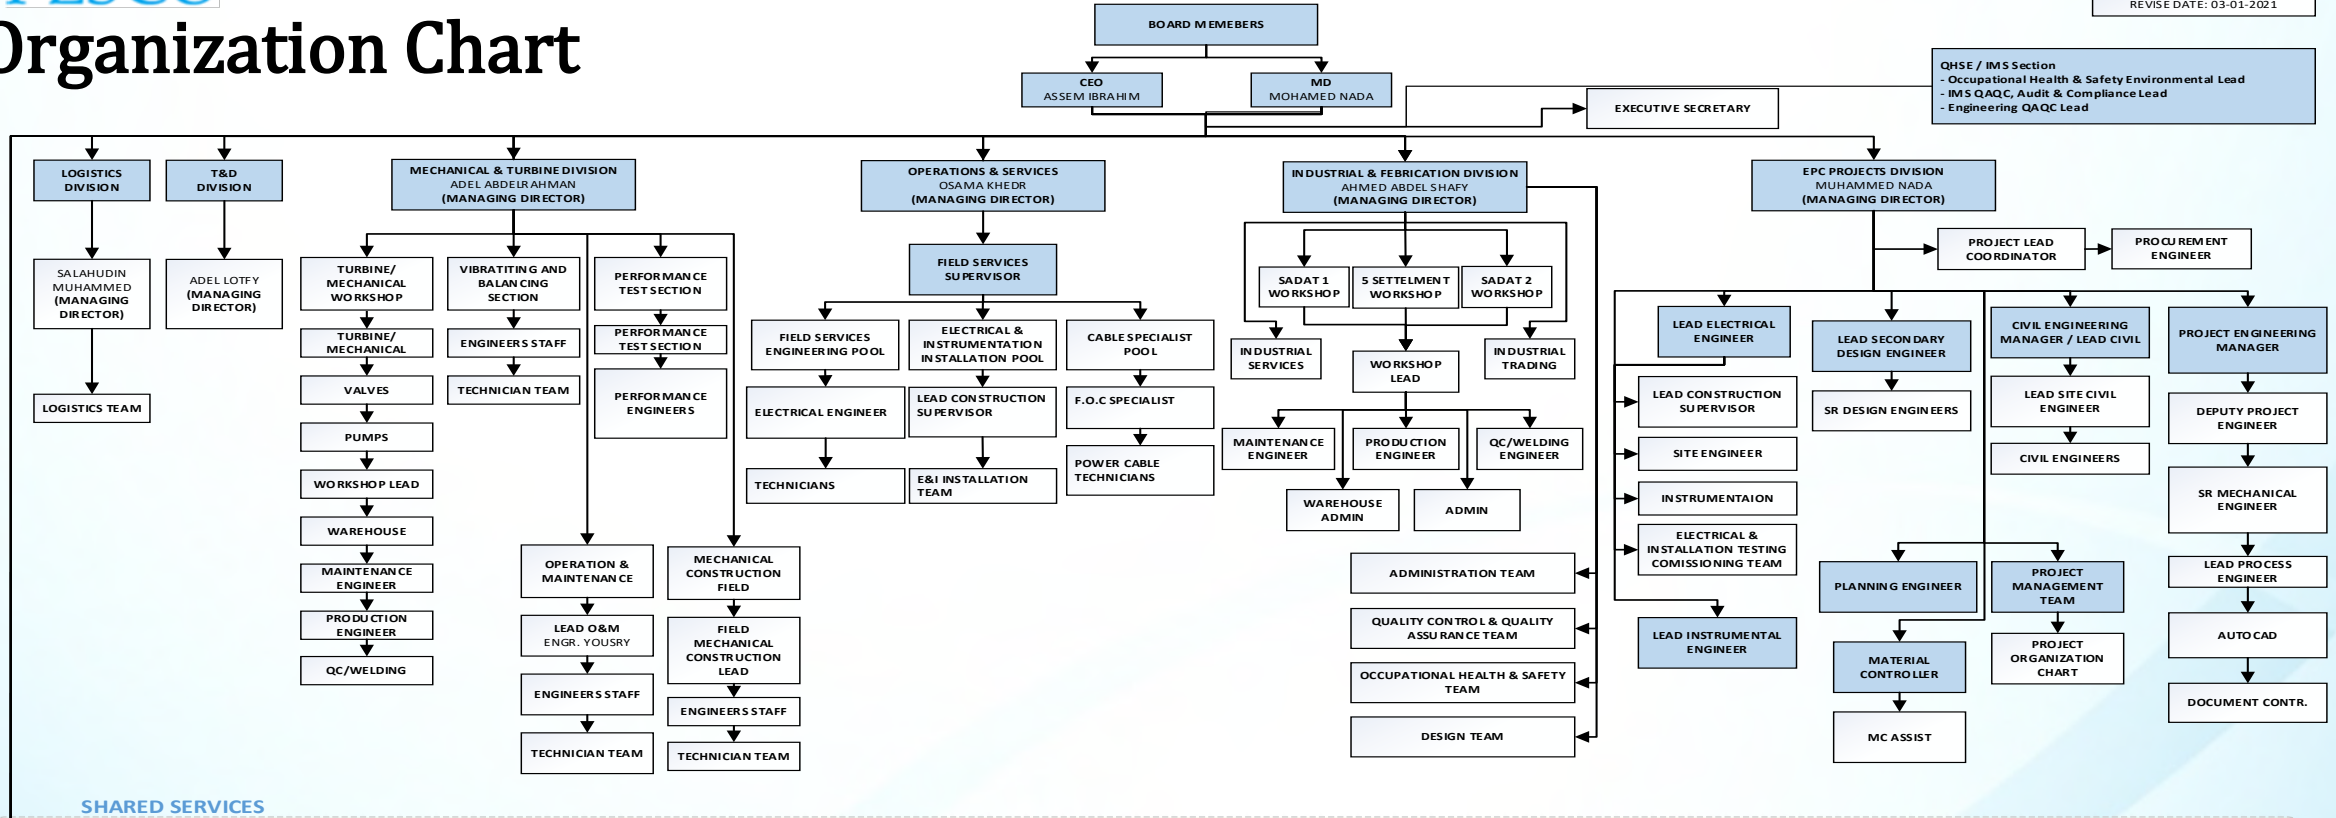 Organization Chart
REVISE DATE: 03-01-2021
BOARD MEMEBERS
CEO
ASSEM IBRAHIM
MD
MOHAMED NADA
EXECUTIVE SECRETARY
QHSE / IMS Section
- Occupational Health & Safety Environmental Lead
- IMS QAQC, Audit & Compliance Lead
- Engineering QAQC Lead
LOGISTICS
DIVISION
SALAHUDIN
MUHAMMED
(MANAGING
DIRECTOR)
LOGISTICS TEAM
T&D
DIVISION
ADEL LOTFY
(MANAGING
DIRECTOR)
MECHANICAL & TURBINE DIVISION
ADEL ABDELRAHMAN
(MANAGING DIRECTOR)
TURBINE/
MECHANICAL
WORKSHOP
TURBINE/
MECHANICAL
VALVES
PUMPS
WORKSHOP LEAD
WAREHOUSE
MAINTENANCE
ENGINEER
PRODUCTION
ENGINEER
QC/WELDING
VIBRATITING AND
BALANCING
SECTION
ENGINEERS STAFF
TECHNICIAN TEAM
OPERATION &
MAINTENANCE
LEAD O&M
ENGR. YOUSRY
ENGINEERS STAFF
TECHNICIAN TEAM
PERFORMANCE
TEST SECTION
PERFORMANCE
TEST SECTION
PERFORMANCE
ENGINEERS
MECHANICAL
CONSTRUCTION
FIELD
FIELD
MECHANICAL
CONSTRUCTION
LEAD
ENGINEERS STAFF
TECHNICIAN TEAM
OPERATIONS & SERVICES
OSAMA KHEDR
(MANAGING DIRECTOR)
FIELD SERVICES
SUPERVISOR
FIELD SERVICES
ENGINEERING POOL
ELECTRICAL ENGINEER
TECHNICIANS
ELECTRICAL &
INSTRUMENTATION
INSTALLATION POOL
LEAD CONSTRUCTION
SUPERVISOR
E&I INSTALLATION
TEAM
CABLE SPECIALIST
POOL
F.O.C SPECIALIST
POWER CABLE
TECHNICIANS
INDUSTRIAL & FEBRICATION DIVISION
AHMED ABDEL SHAFY
(MANAGING DIRECTOR)
SADAT 1
WORKSHOP
5 SETTELMENT
WORKSHOP
SADAT 2
WORKSHOP
INDUSTRIAL
SERVICES
WORKSHOP
LEAD
INDUSTRIAL
TRADING
MAINTENANCE
ENGINEER
PRODUCTION
ENGINEER
QC/WELDING
ENGINEER
WAREHOUSE
ADMIN
ADMIN
ADMINISTRATION TEAM
QUALITY CONTROL & QUALITY
ASSURANCE TEAM
OCCUPATIONAL HEALTH & SAFETY
TEAM
DESIGN TEAM
EPC PROJECTS DIVISION
MUHAMMED NADA
(MANAGING DIRECTOR)
PROJECT LEAD
COORDINATOR
PROCUREMENT
ENGINEER
LEAD ELECTRICAL
ENGINEER
LEAD CONSTRUCTION
SUPERVISOR
SITE ENGINEER
INSTRUMENTAION
ELECTRICAL &
INSTALLATION TESTING
COMISSIONING TEAM
LEAD INSTRUMENTAL
ENGINEER
LEAD SECONDARY
DESIGN ENGINEER
SR DESIGN ENGINEERS
CIVIL ENGINEERING
MANAGER / LEAD CIVIL
LEAD SITE CIVIL
ENGINEER
CIVIL ENGINEERS
PLANNING ENGINEER
PROJECT
MANAGEMENT
TEAM
PROJECT
ORGANIZATION
CHART
MATERIAL
CONTROLLER
MC ASSIST
PROJECT ENGINEERING
MANAGER
DEPUTY PROJECT
ENGINEER
SR MECHANICAL
ENGINEER
LEAD PROCESS
ENGINEER
AUTOCAD
DOCUMENT CONTR.
SHARED SERVICES